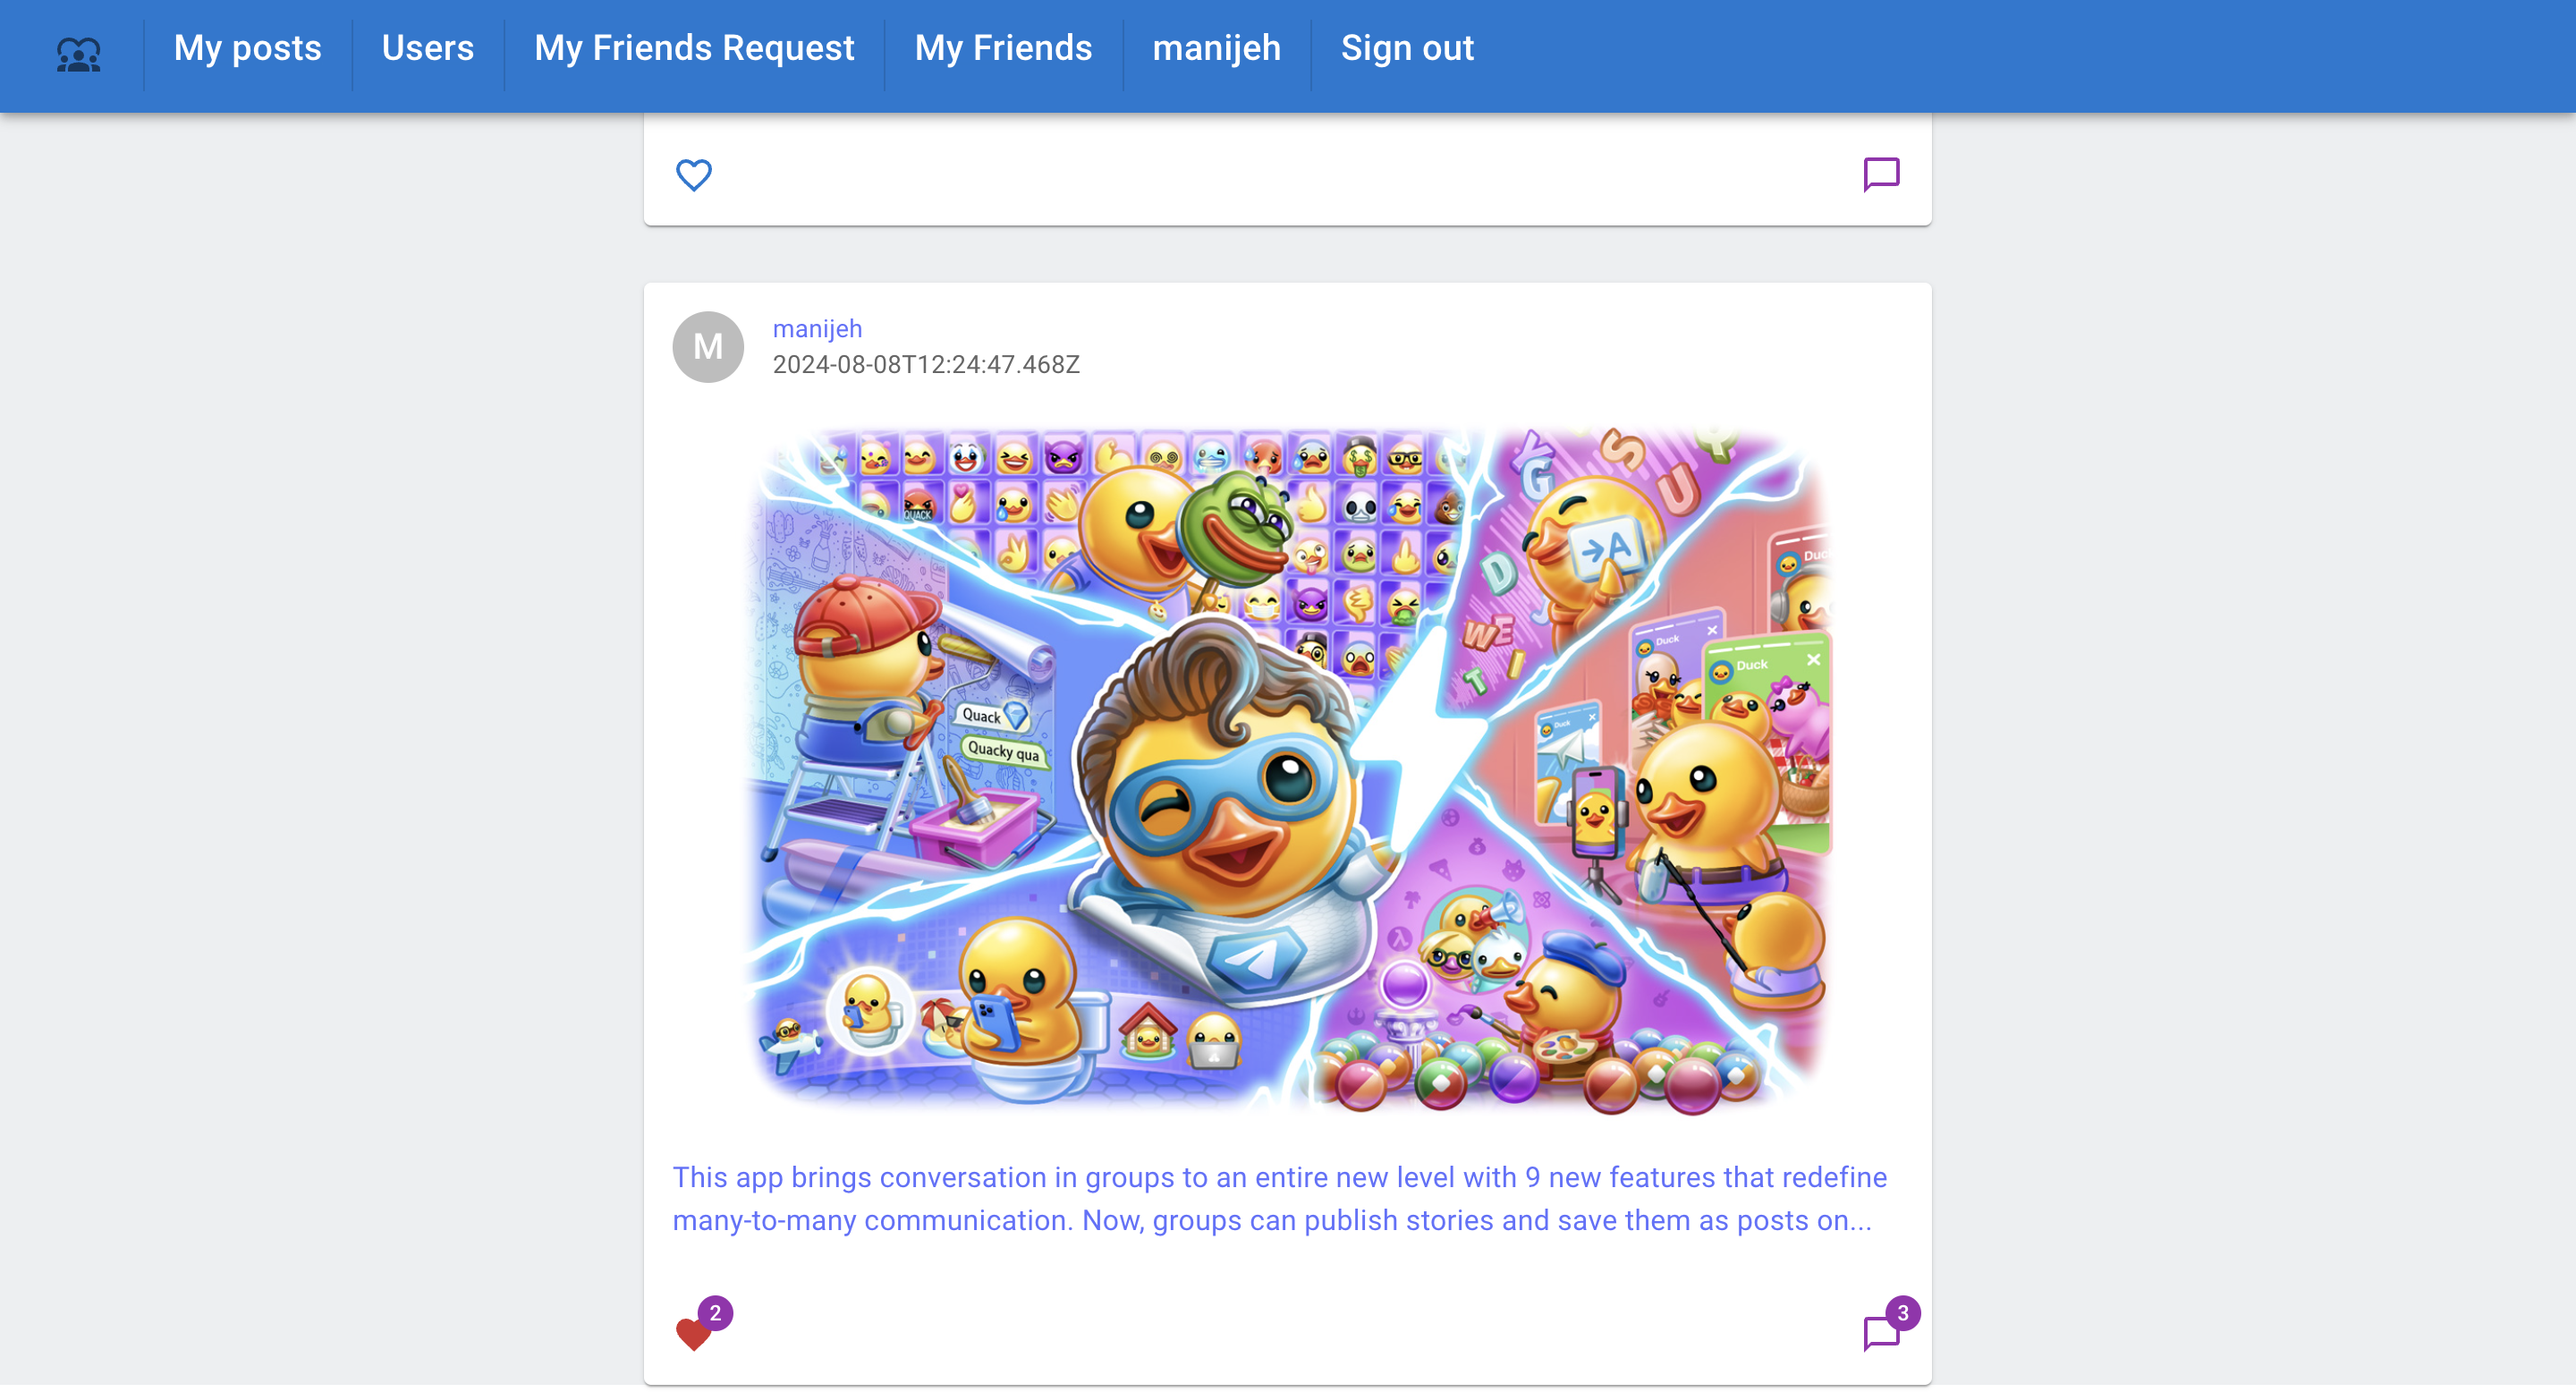 My posts
Users
My Friends Request
My Friends
manijeh
Sign out
M
manijeh
2024-08-08T12:24:47.468Z
QUACK
Y
G
S
U
D
WE
T
I
→A
Duck
Duck
Duck
Duck
Quack
Quacky qua
This app brings conversation in groups to an entire new level with 9 new features that redefine
many-to-many communication. Now, groups can publish stories and save them as posts on...
2
3